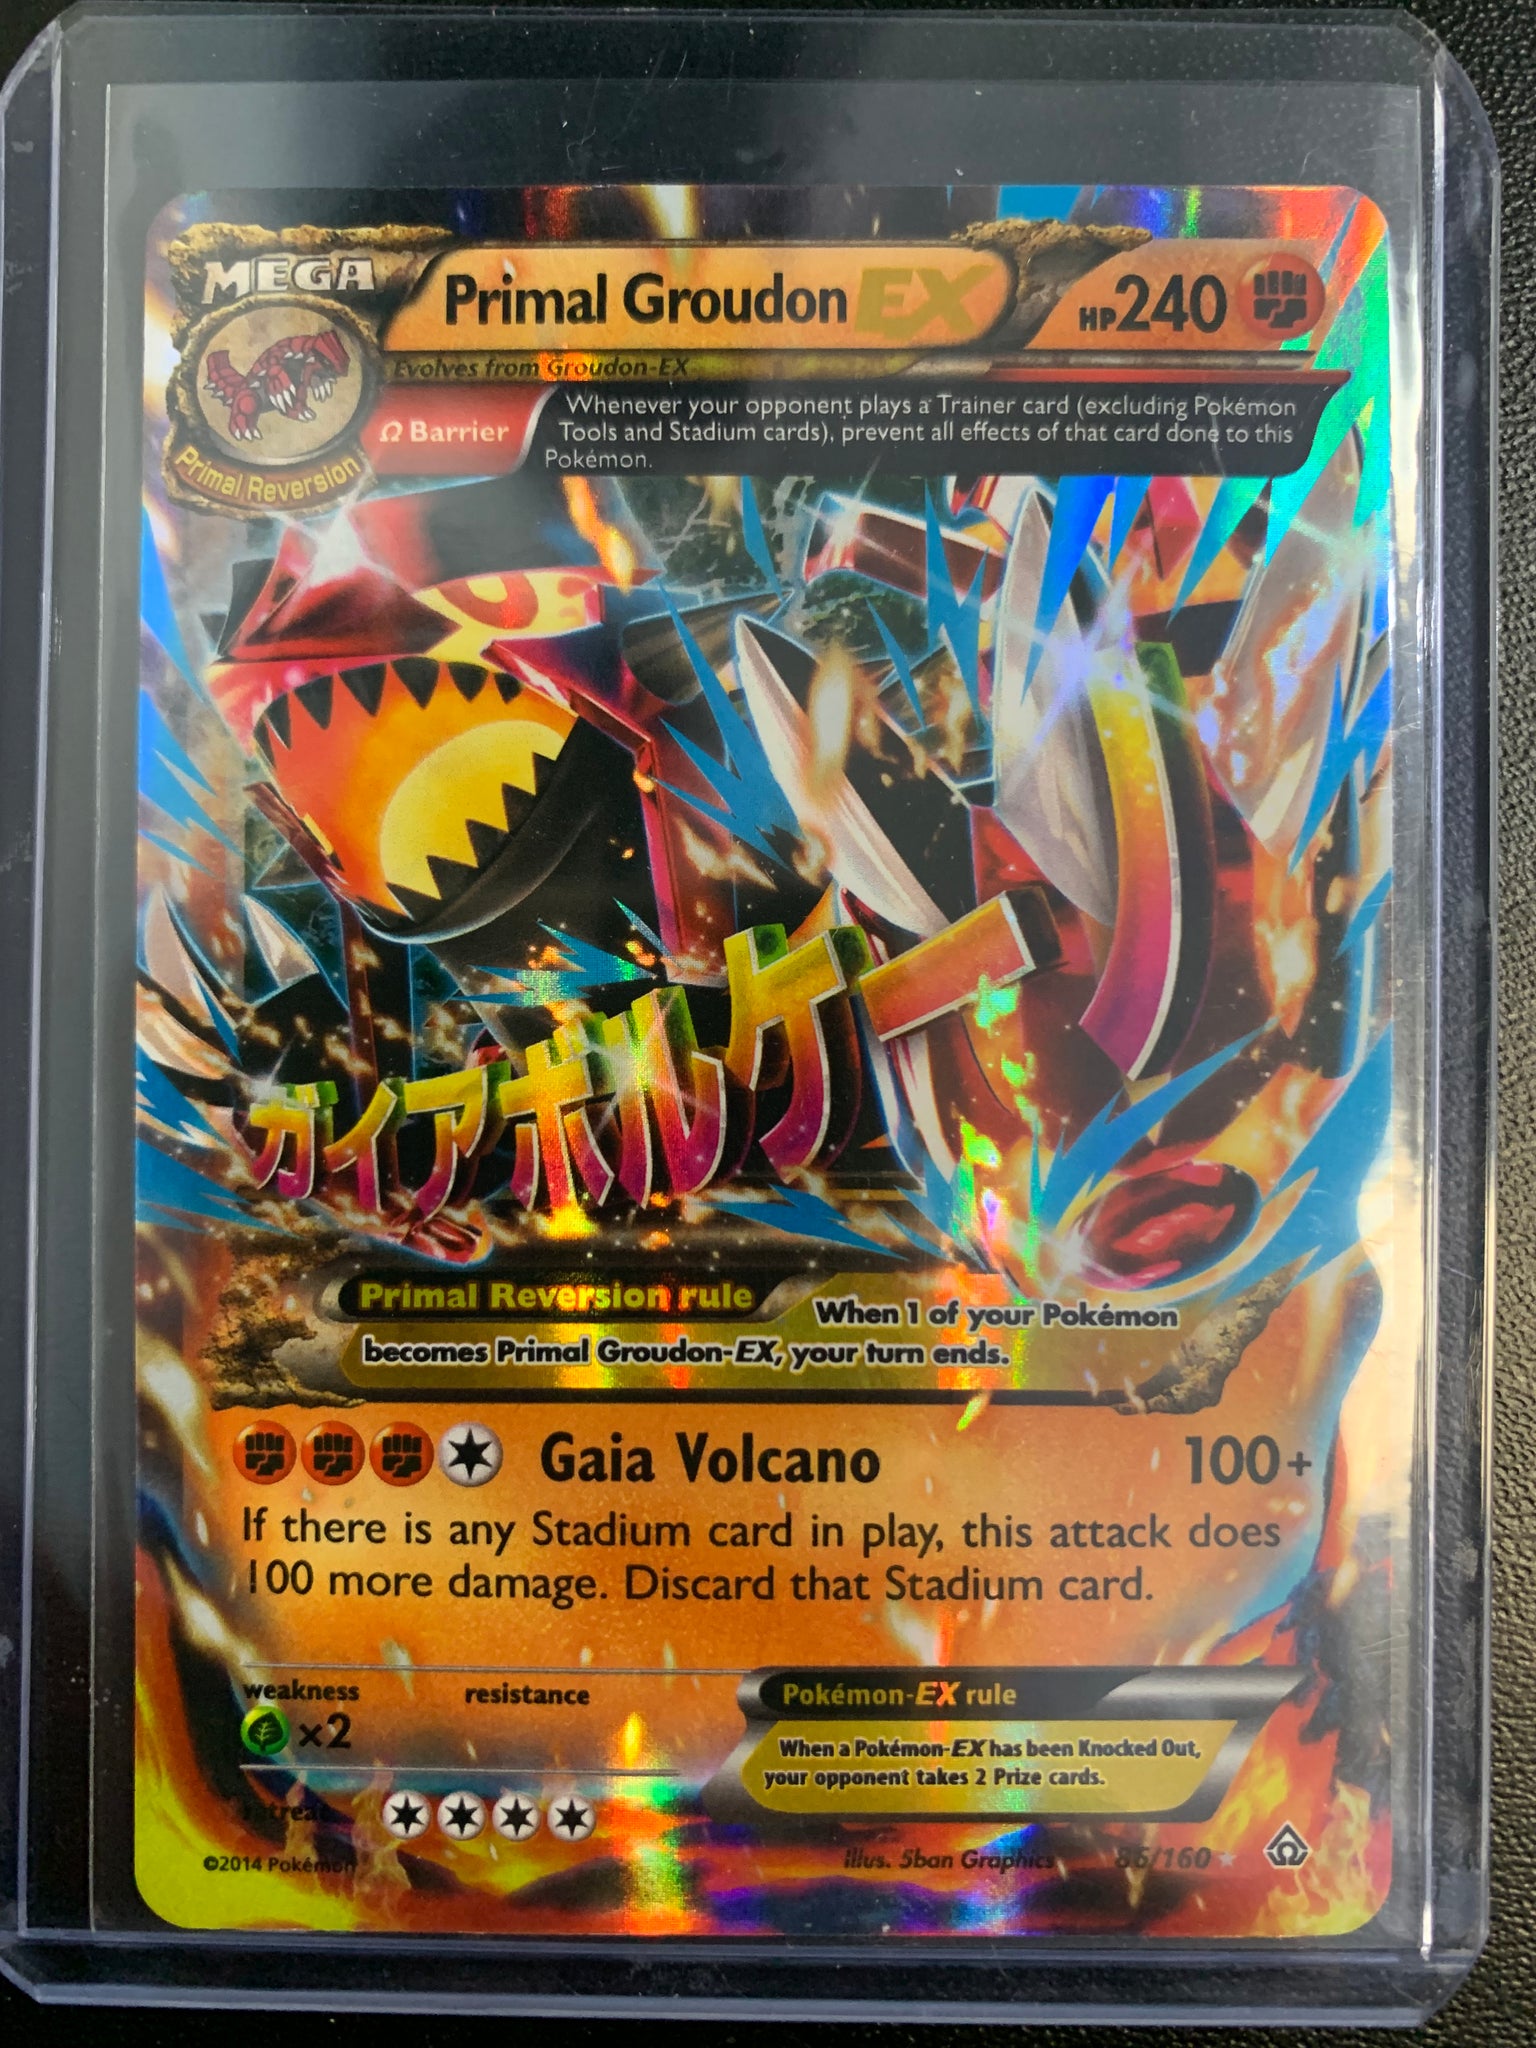 MEGA
Primal Groudon EX
HP240
Evolves from Groudon-EX
Primal Reversion
Ω Barrier
Whenever your opponent plays a Trainer card (excluding Pokémon
Tools and Stadium cards), prevent all effects of that card done to this
Pokémon.
ガイアボルケーノ
Primal Reversion rule
When 1 of your Pokémon
becomes Primal Groudon-EX, your turn ends.
Gaia Volcano 100+
If there is any Stadium card in play, this attack does
100 more damage. Discard that Stadium card.
weakness resistance
×2
Pokémon-EX rule
When a Pokémon-EX has been Knocked Out,
your opponent takes 2 Prize cards.
retreat
©2014 Pokémon
Illus. 5ban Graphics 86/160